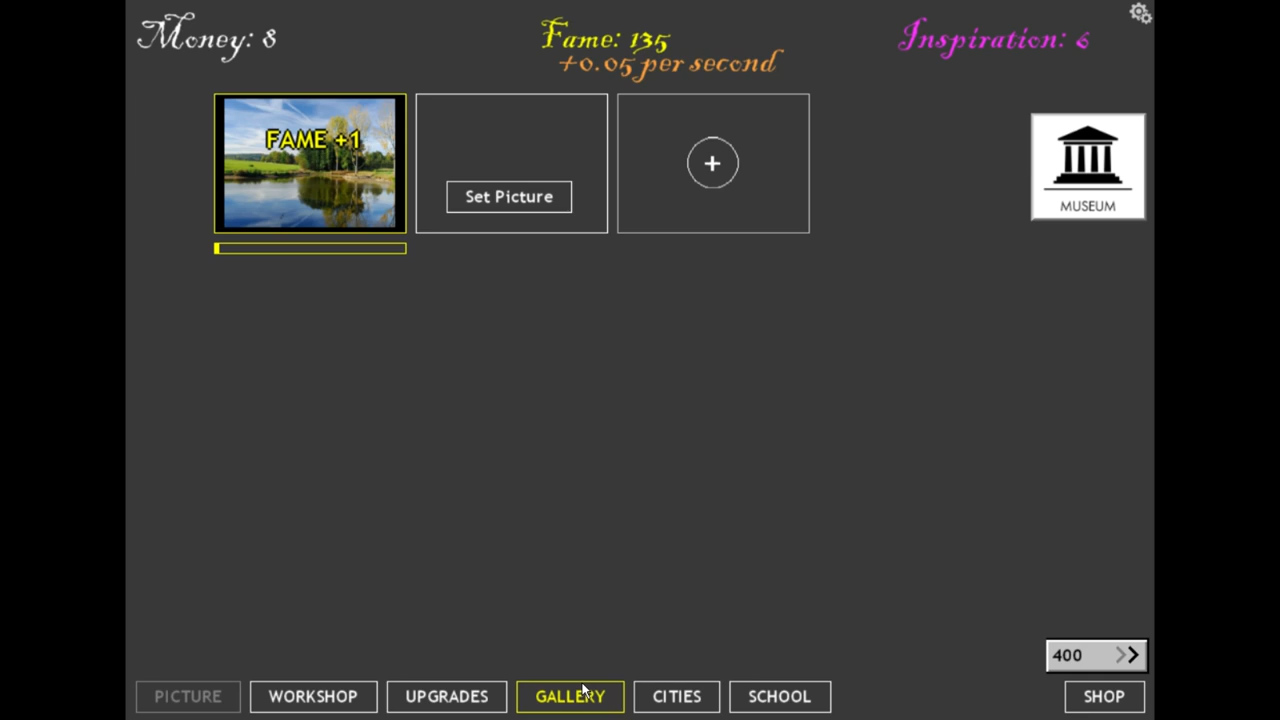 Money: 8
Fame: 135
+0.05 per second
Inspiration: 6
FAME +1
Set Picture
+
MUSEUM
400
PICTURE
WORKSHOP
UPGRADES
GALLERY
CITIES
SCHOOL
SHOP